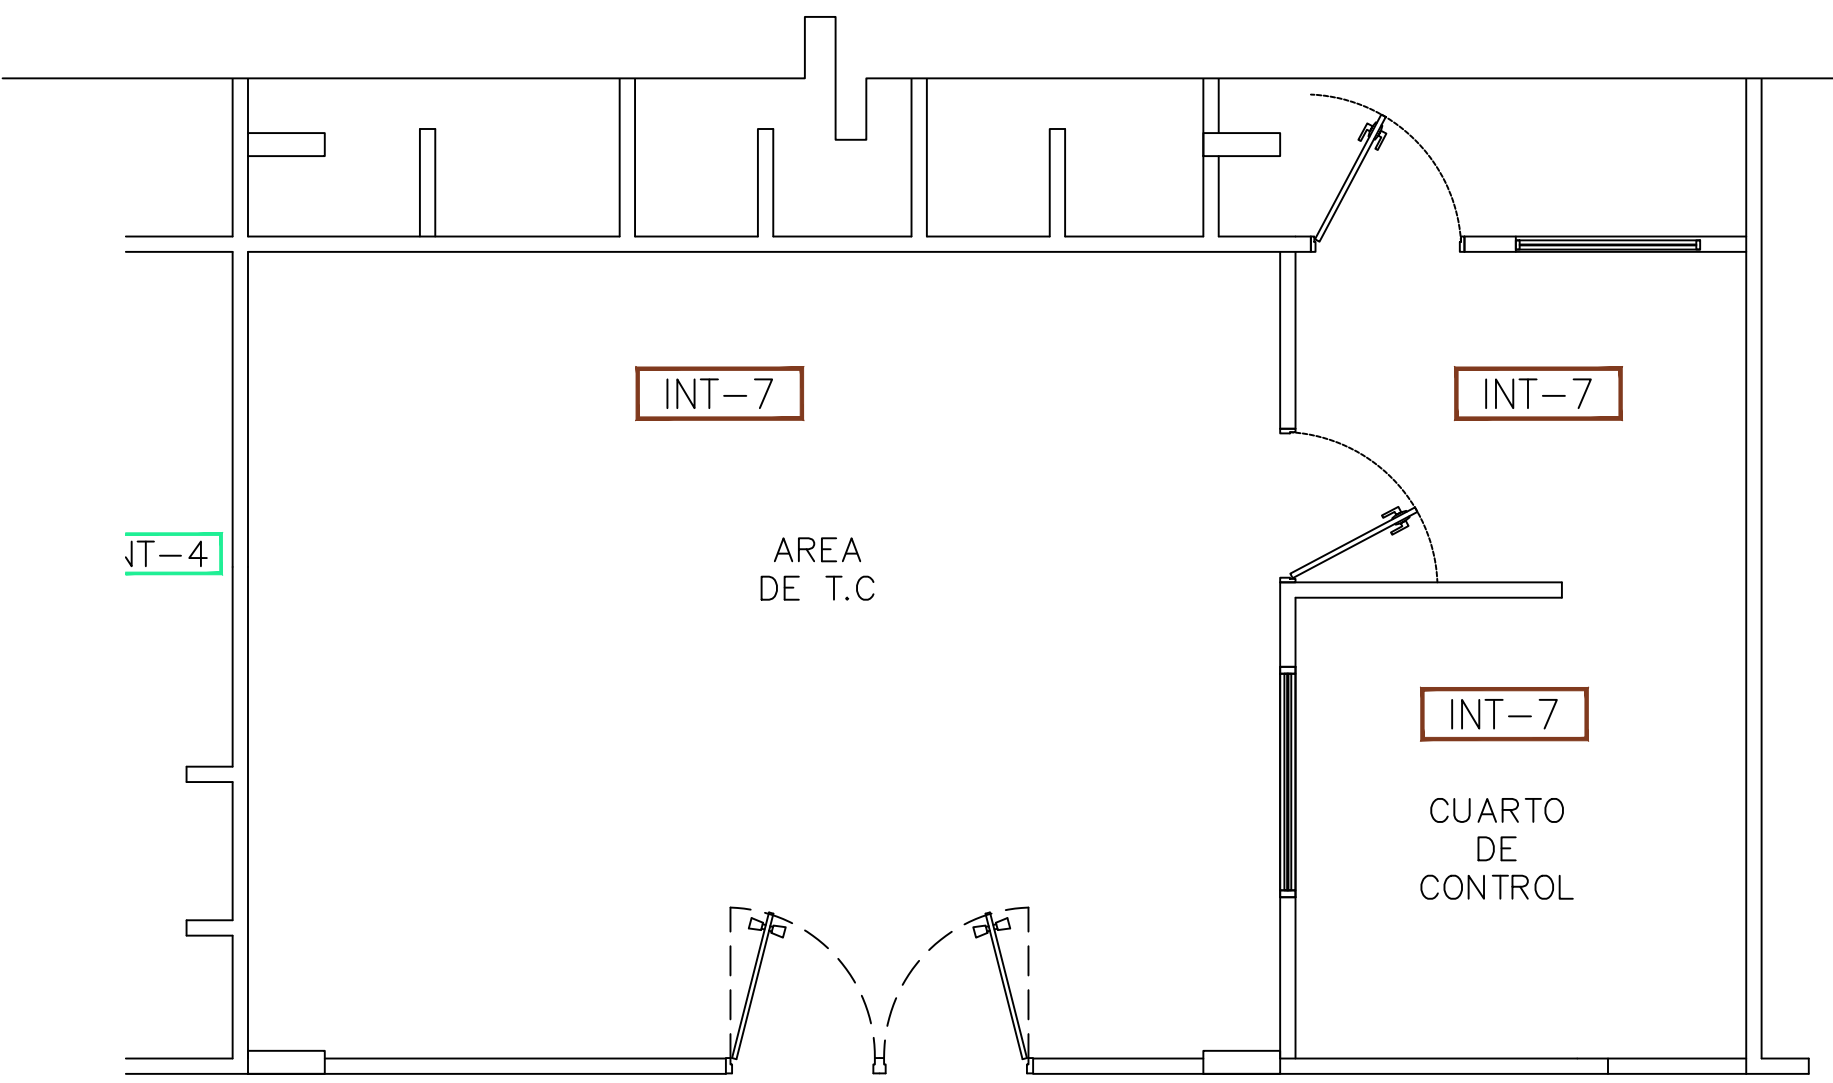 INT-7
INT-7
NT-4
AREA
DE T.C
INT-7
CUARTO
DE
CONTROL